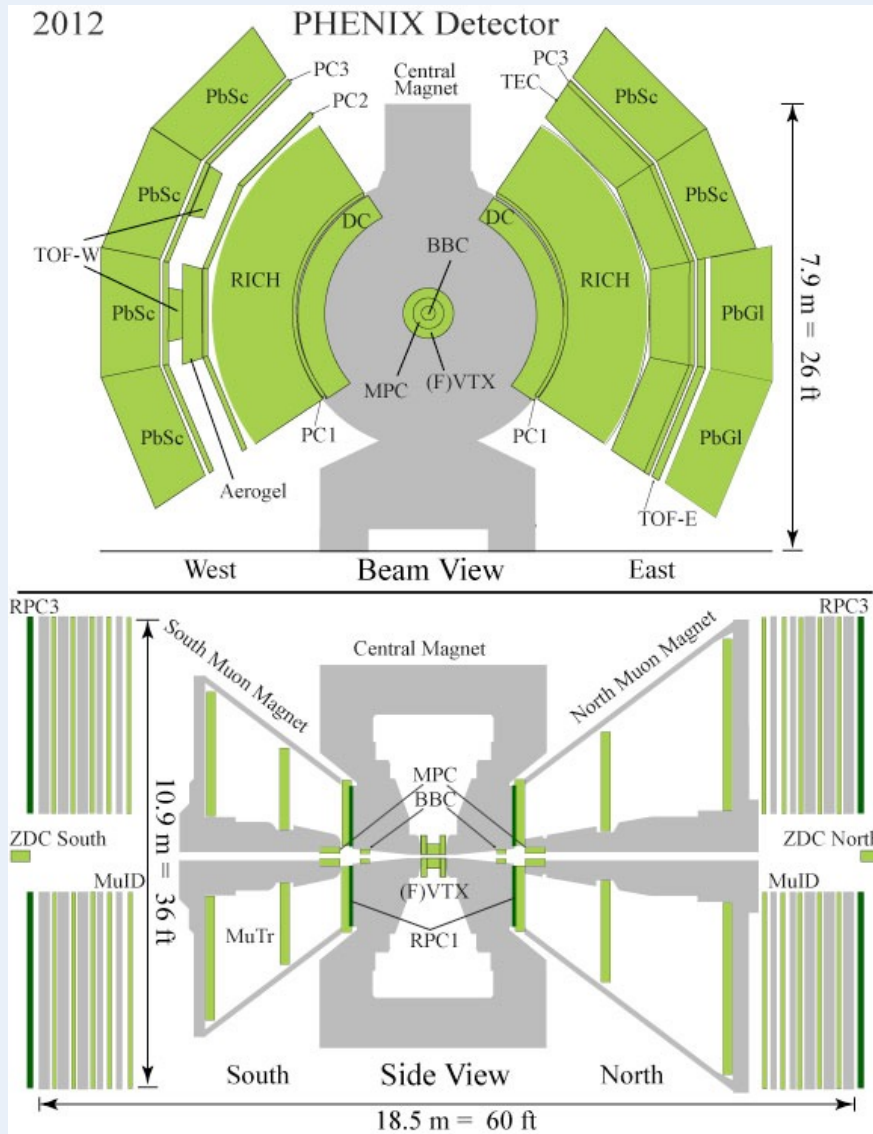 2012
PHENIX Detector
Central
Magnet
PC3
PC2
PbSc
PbSc
PbSc
PbSc
TOF-W
RICH
DC
BBC
MPC
(F)VTX
PC1
Aerogel
PC3
TEC
PbSc
PbSc
DC
RICH
PbGl
PbGl
PC1
TOF-E
7.9 m = 26 ft
West
Beam View
East
RPC3
South Muon Magnet
Central Magnet
North Muon Magnet
RPC3
MPC
BBC
10.9 m = 36 ft
ZDC South
ZDC North
MuID
(F)VTX
MuID
MuTr
RPC1
South
Side View
North
18.5 m = 60 ft